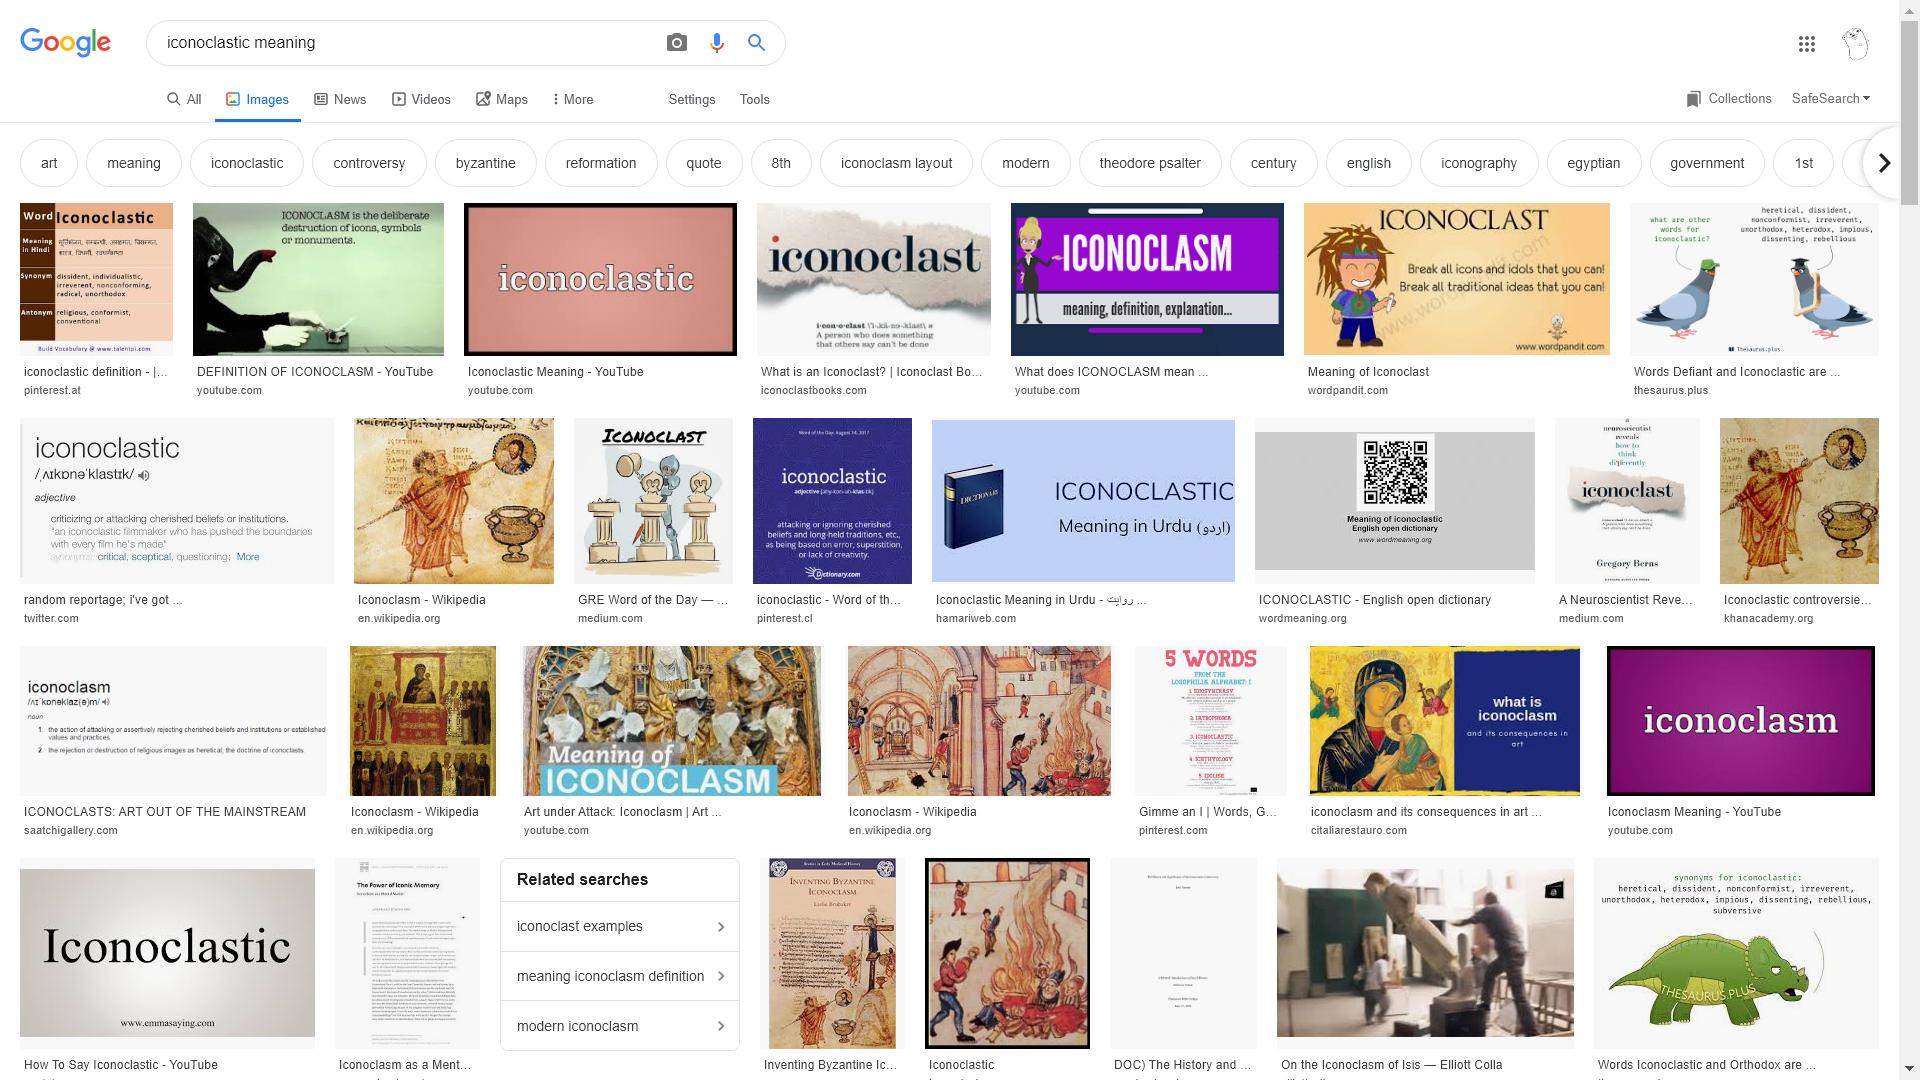 Google
iconoclastic meaning
All
Images
News
Videos
Maps
More
Settings
Tools
Collections
SafeSearch
art
meaning
iconoclastic
controversy
byzantine
reformation
quote
8th
iconoclasm layout
modern
theodore psalter
century
english
iconography
egyptian
government
1st
Word Iconoclastic
Meaning in Hindi
Synonym dissident, individualistic,
irreverent, nonconforming,
radical, unorthodox
Antonym religious, conformist,
conventional
Build Vocabulary @ www.talentpi.com
iconoclastic definition - |...
pinterest.at
ICONOCLASM is the deliberate
destruction of icons, symbols
or monuments.
DEFINITION OF ICONOCLASM - YouTube
youtube.com
iconoclastic
Iconoclastic Meaning - YouTube
youtube.com
iconoclast
A person who does something
that others say can't be done
What is an Iconoclast? | Iconoclast Bo...
iconoclastbooks.com
ICONOCLASM
meaning, definition, explanation...
What does ICONOCLASM mean ...
youtube.com
ICONOCLAST
Break all icons and idols that you can!
Break all traditional ideas that you can!
www.wordpandit.com
Meaning of Iconoclast
wordpandit.com
what are other
words for
iconoclastic?
heretical, dissident,
nonconformist, irreverent,
unorthodox, heterodox, impious,
dissenting, rebellious
Thesaurus.plus
Words Defiant and Iconoclastic are ...
thesaurus.plus
iconoclastic
/ˌʌɪkɒnəˈklastɪk/
adjective
criticizing or attacking cherished beliefs or institutions.
"an iconoclastic filmmaker who has pushed the boundaries
with every film he's made"
synonyms: critical, sceptical, questioning; More
random reportage; i've got ...
twitter.com
Iconoclasm - Wikipedia
en.wikipedia.org
ICONOCLAST
GRE Word of the Day — ...
medium.com
Word of the Day: August 14, 2017
iconoclastic
adjective [ahy-kon-uh-klas-tik]
attacking or ignoring cherished
beliefs and long-held traditions, etc.,
as being based on error, superstition,
or lack of creativity.
Dictionary.com
iconoclastic - Word of th...
pinterest.cl
DICTIONARY
ICONOCLASTIC
Meaning in Urdu (اردو)
Iconoclastic Meaning in Urdu - روایت ...
hamariweb.com
Meaning of iconoclastic
English open dictionary
www.wordmeaning.org
ICONOCLASTIC - English open dictionary
wordmeaning.org
a
neuroscientist
reveals
how to
think
differently
iconoclast
Gregory Berns
A Neuroscientist Reve...
medium.com
Iconoclastic controversie...
khanacademy.org
iconoclasm
noun
1. the action of attacking or assertively rejecting cherished beliefs and institutions or established
values and practices.
2. the rejection or destruction of religious images as heretical; the doctrine of iconoclasts.
ICONOCLASTS: ART OUT OF THE MAINSTREAM
saatchigallery.com
Iconoclasm - Wikipedia
en.wikipedia.org
Meaning of
ICONOCLASM
Art under Attack: Iconoclasm | Art ...
youtube.com
Iconoclasm - Wikipedia
en.wikipedia.org
5 WORDS
FROM THE
LOGOPHILIA ALPHABET: I
1. IDIOSYNCRASY
2. IATROPHOBIA
3. ICONOCLASTIC
4. ICHTHYOLOGY
Gimme an I | Words, G...
pinterest.com
what is
iconoclasm
and its consequences in
art
iconoclasm and its consequences in art ...
citaliarestauro.com
iconoclasm
Iconoclasm Meaning - YouTube
youtube.com
Iconoclastic
www.emmasaying.com
How To Say Iconoclastic - YouTube
The Power of Iconic Memory
Iconoclasm as a Ment...
Related searches
iconoclast examples
meaning iconoclasm definition
modern iconoclasm
Studies in Early Medieval History
INVENTING BYZANTINE
ICONOCLASM
Leslie Brubaker
Inventing Byzantine Ic...
Iconoclastic
DOC) The History and ...
On the Iconoclasm of Isis — Elliott Colla
synonyms for iconoclastic:
heretical, dissident, nonconformist, irreverent,
unorthodox, heterodox, impious, dissenting, rebellious,
subversive
THESAURUS.PLUS
Words Iconoclastic and Orthodox are ...